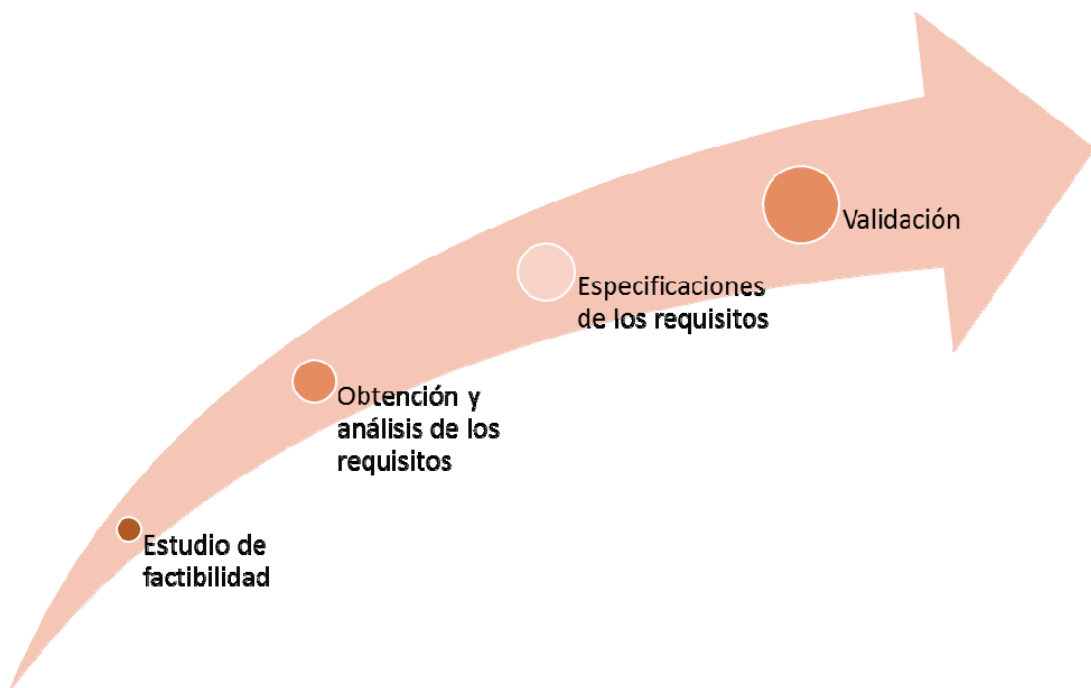 Validación
Especificaciones
de los requisitos
Obtención y
análisis de los
requisitos
Estudio de
factibilidad